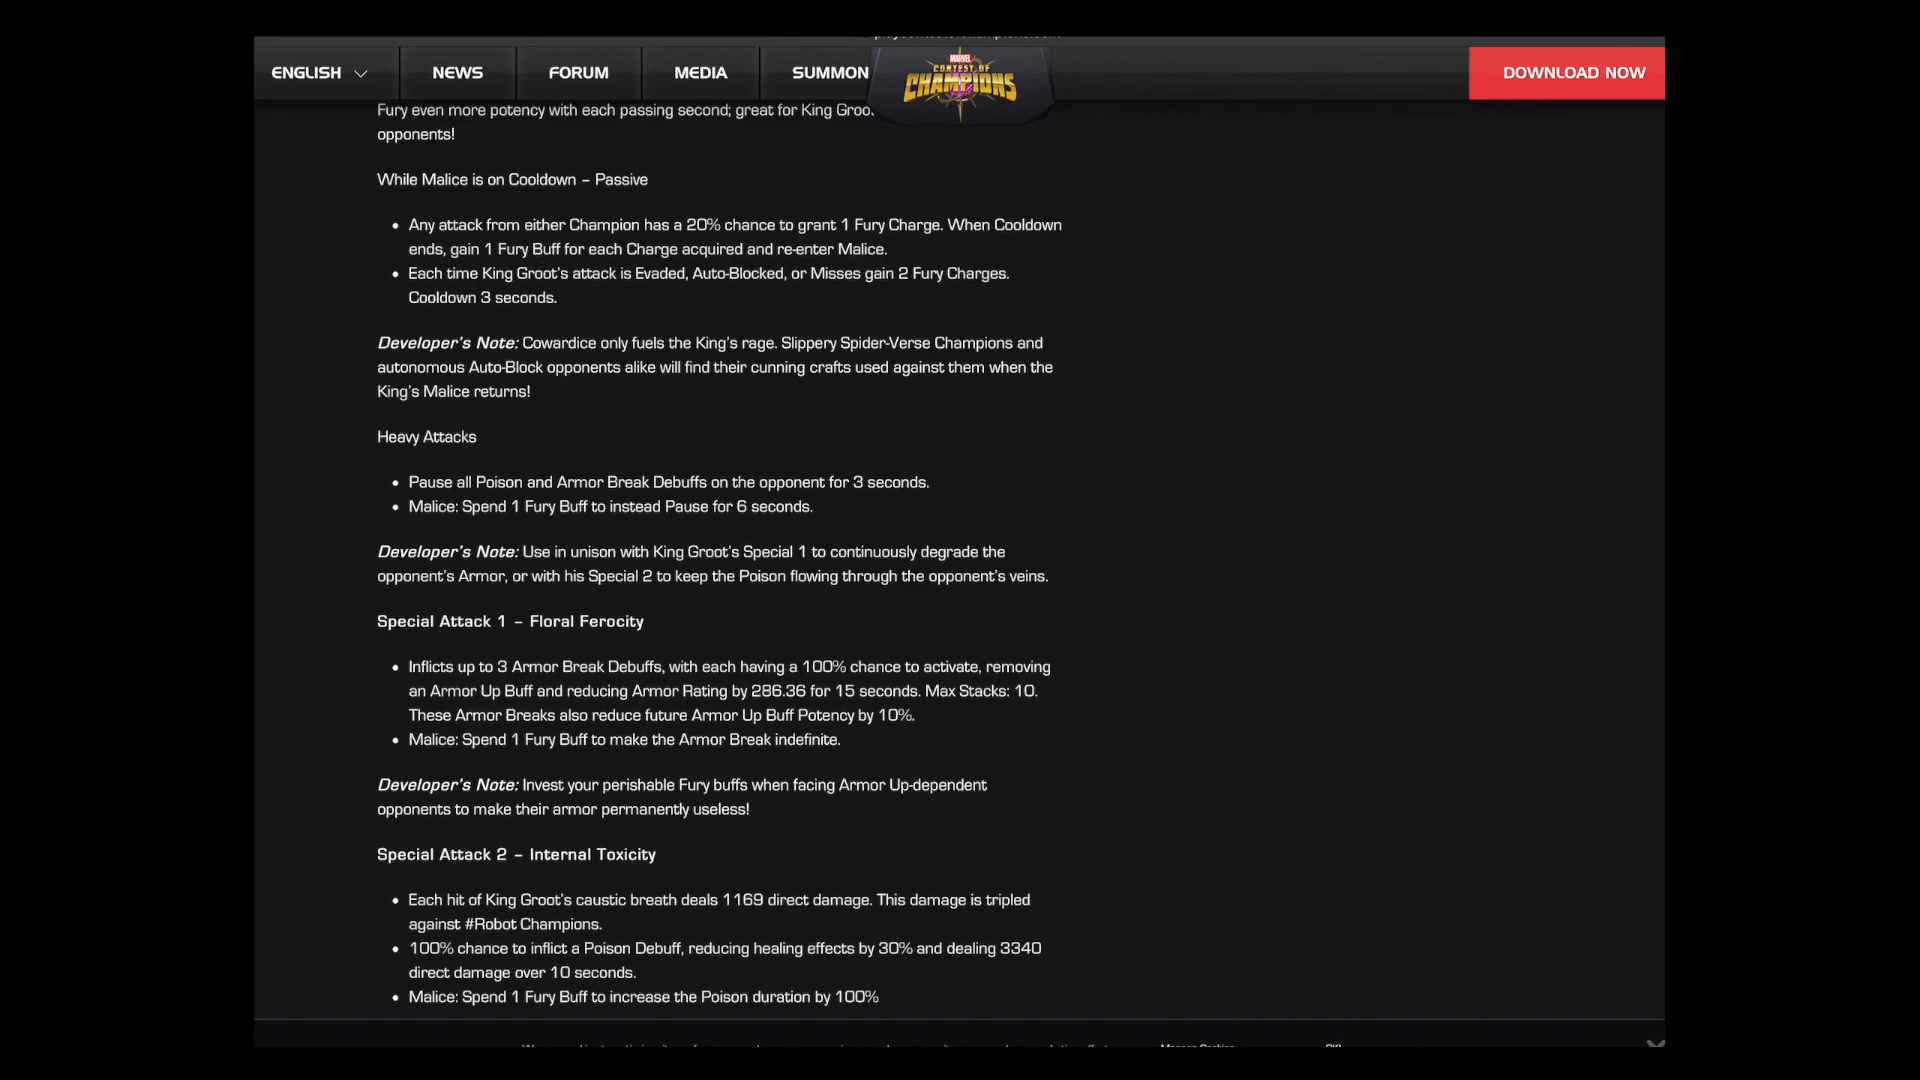 ENGLISH
NEWS
FORUM
MEDIA
SUMMON
MARVEL
CONTEST OF
CHAMPIONS
DOWNLOAD NOW
Fury even more potency with each passing second; great for King
opponents!
While Malice is on Cooldown – Passive
• Any attack from either Champion has a 20% chance to grant 1 Fury Charge. When Cooldown
ends, gain 1 Fury Buff for each Charge acquired and re-enter Malice.
• Each time King Groot's attack is Evaded, Auto-Blocked, or Misses gain 2 Fury Charges.
Cooldown 3 seconds.
Developer's Note: Cowardice only fuels the King's rage. Slippery Spider-Verse Champions and
autonomous Auto-Block opponents alike will find their cunning crafts used against them when the
King's Malice returns!
Heavy Attacks
• Pause all Poison and Armor Break Debuffs on the opponent for 3 seconds.
• Malice: Spend 1 Fury Buff to instead Pause for 6 seconds.
Developer's Note: Use in unison with King Groot's Special 1 to continuously degrade the
opponent's Armor, or with his Special 2 to keep the Poison flowing through the opponent's veins.
Special Attack 1 – Floral Ferocity
• Inflicts up to 3 Armor Break Debuffs, with each having a 100% chance to activate, removing
an Armor Up Buff and reducing Armor Rating by 286.36 for 15 seconds. Max Stacks: 10.
These Armor Breaks also reduce future Armor Up Buff Potency by 10%.
• Malice: Spend 1 Fury Buff to make the Armor Break indefinite.
Developer's Note: Invest your perishable Fury buffs when facing Armor Up-dependent
opponents to make their armor permanently useless!
Special Attack 2 – Internal Toxicity
• Each hit of King Groot's caustic breath deals 1169 direct damage. This damage is tripled
against #Robot Champions.
• 100% chance to inflict a Poison Debuff, reducing healing effects by 30% and dealing 3340
direct damage over 10 seconds.
• Malice: Spend 1 Fury Buff to increase the Poison duration by 100%